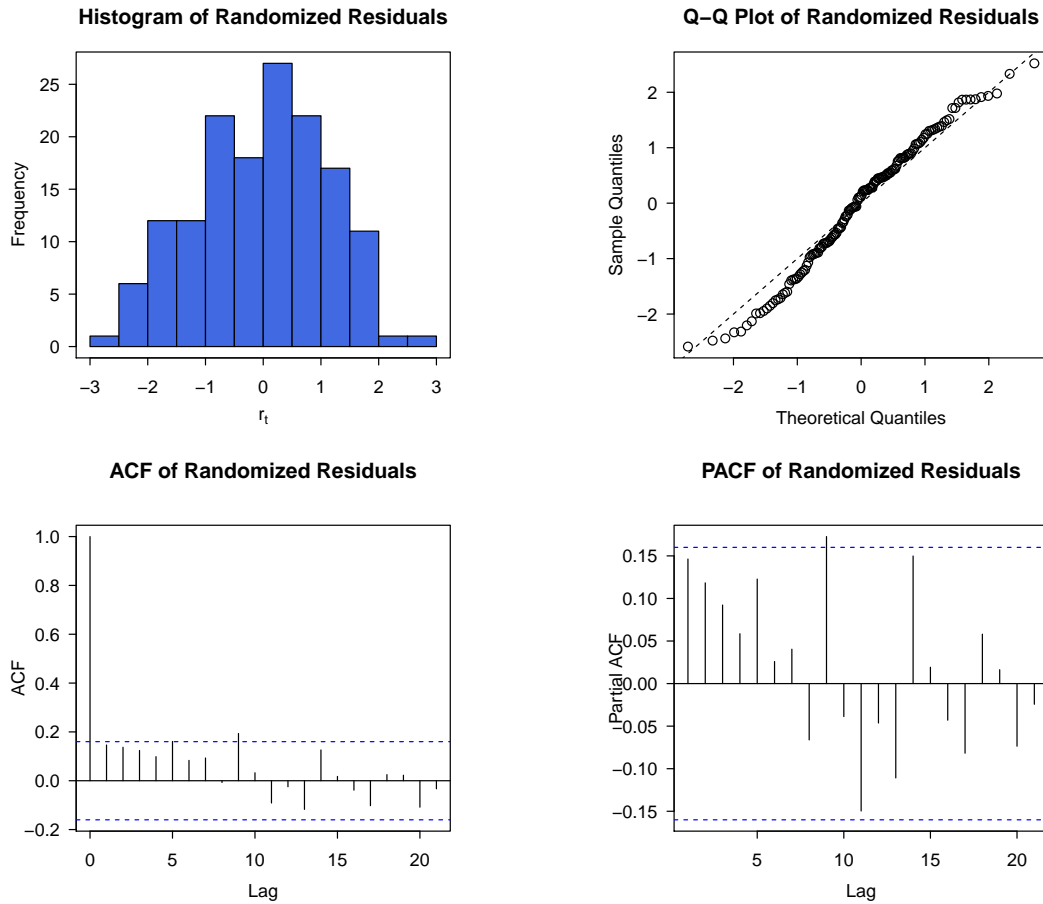 Histogram of Randomized Residuals
Frequency
0
5
10
15
20
25
−3 −2 −1 0 1 2 3
r_t
Q−Q Plot of Randomized Residuals
Sample Quantiles
2
1
0
−1
−2
−2 −1 0 1 2
Theoretical Quantiles
ACF of Randomized Residuals
ACF
1.0
0.8
0.6
0.4
0.2
0.0
−0.2
0 5 10 15 20
Lag
PACF of Randomized Residuals
Partial ACF
0.15
0.10
0.05
0.00
−0.05
−0.10
−0.15
5 10 15 20
Lag